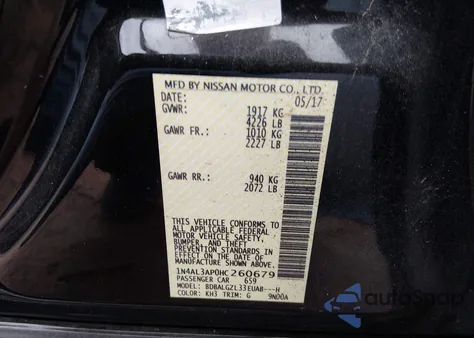 MFD BY NISSAN MOTOR CO., LTD.
DATE: 05/17
GVWR: 1917 KG
4226 LB
GAWR FR.: 1010 KG
2227 LB
GAWR RR.: 940 KG
2072 LB
THIS VEHICLE CONFORMS TO
ALL APPLICABLE FEDERAL
MOTOR VEHICLE SAFETY,
BUMPER, AND THEFT
PREVENTION STANDARDS IN
EFFECT ON THE DATE OF
MANUFACTURE SHOWN ABOVE.
1N4AL3AP0HC260679
PASSENGER CAR 659
MODEL: BDBALGZL33EUAB---H
COLOR: KH3 TRIM: G 9N00A
autoSnap